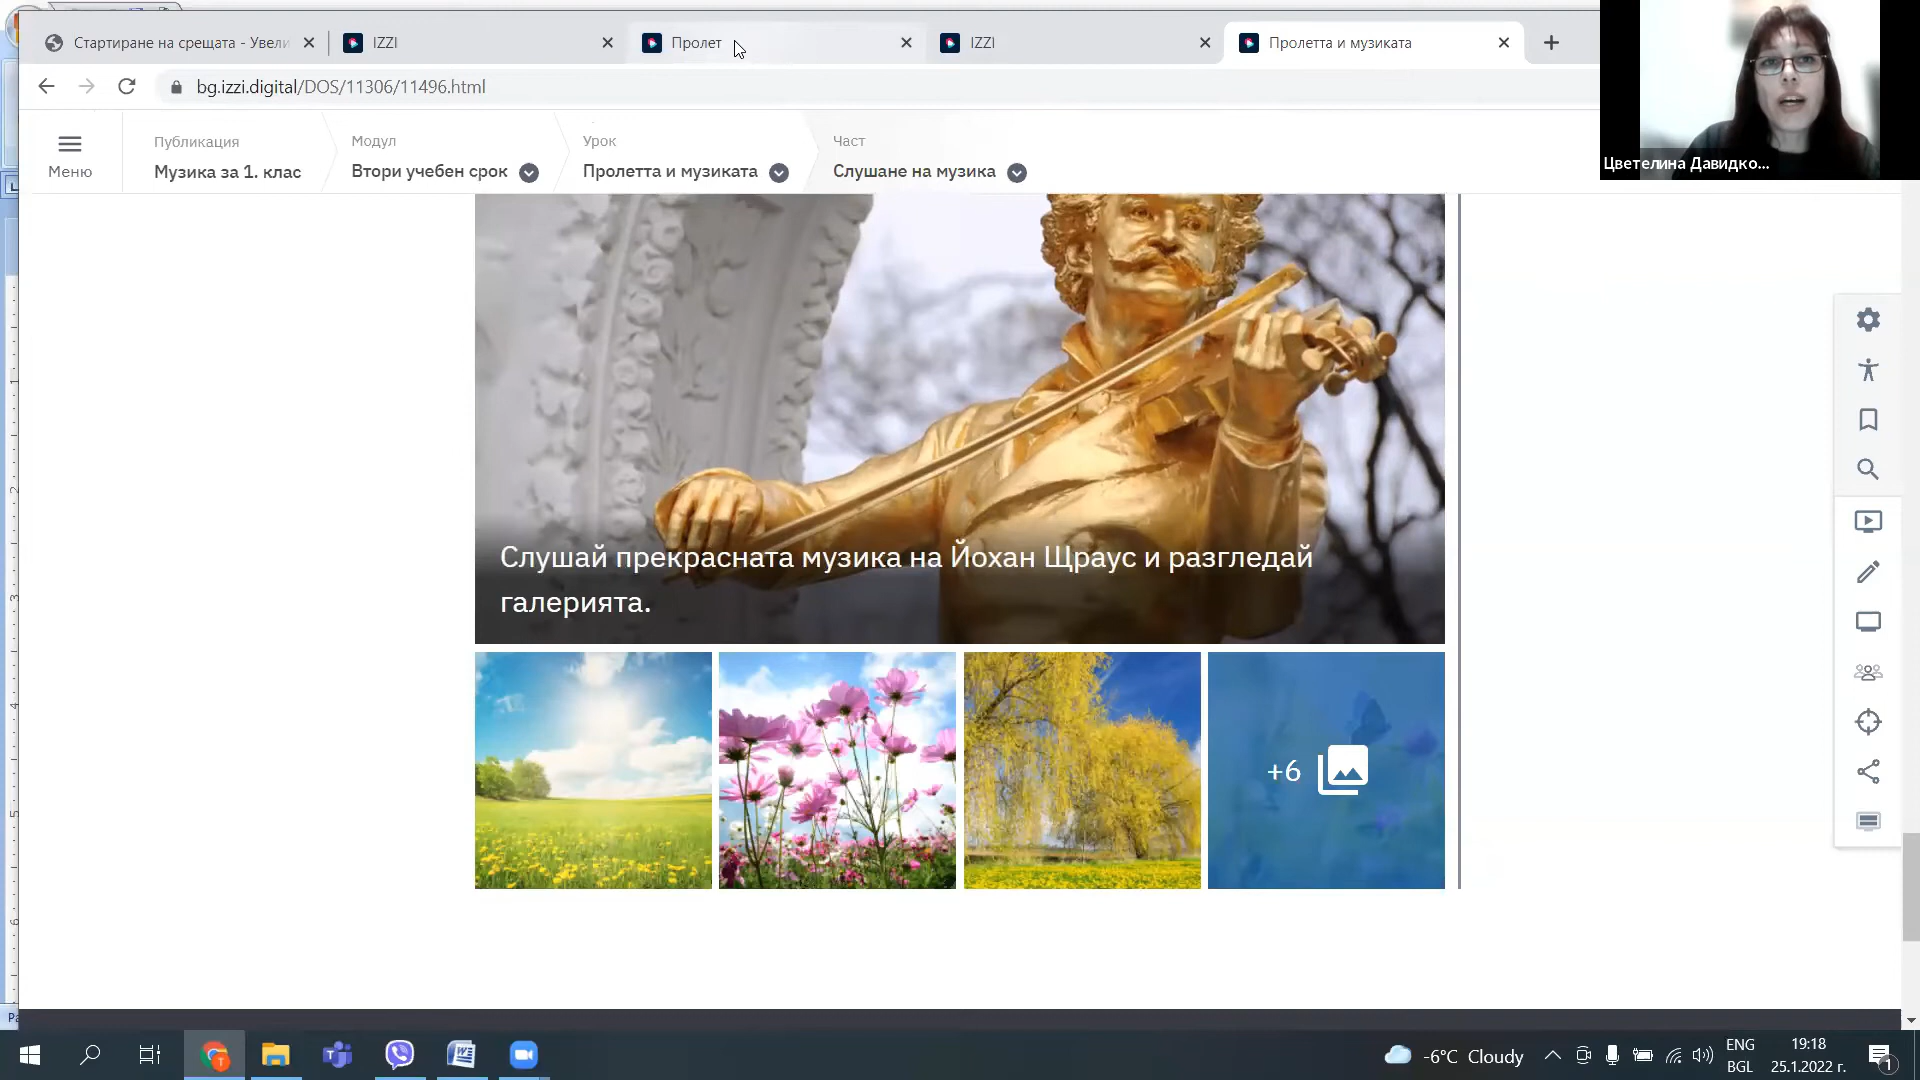 Стартиране на срещата - Увели
IZZI
Пролет
IZZI
Пролетта и музиката
bg.izzi.digital/DOS/11306/11496.html
Меню
Публикация
Музика за 1. клас
Модул
Втори учебен срок
Урок
Пролетта и музиката
Част
Слушане на музика
Цветелина Давидко...
Слушай прекрасната музика на Йохан Щраус и разгледай
галерията.
+6
-6°C Cloudy
ENG
BGL
19:18
25.1.2022 г.
1